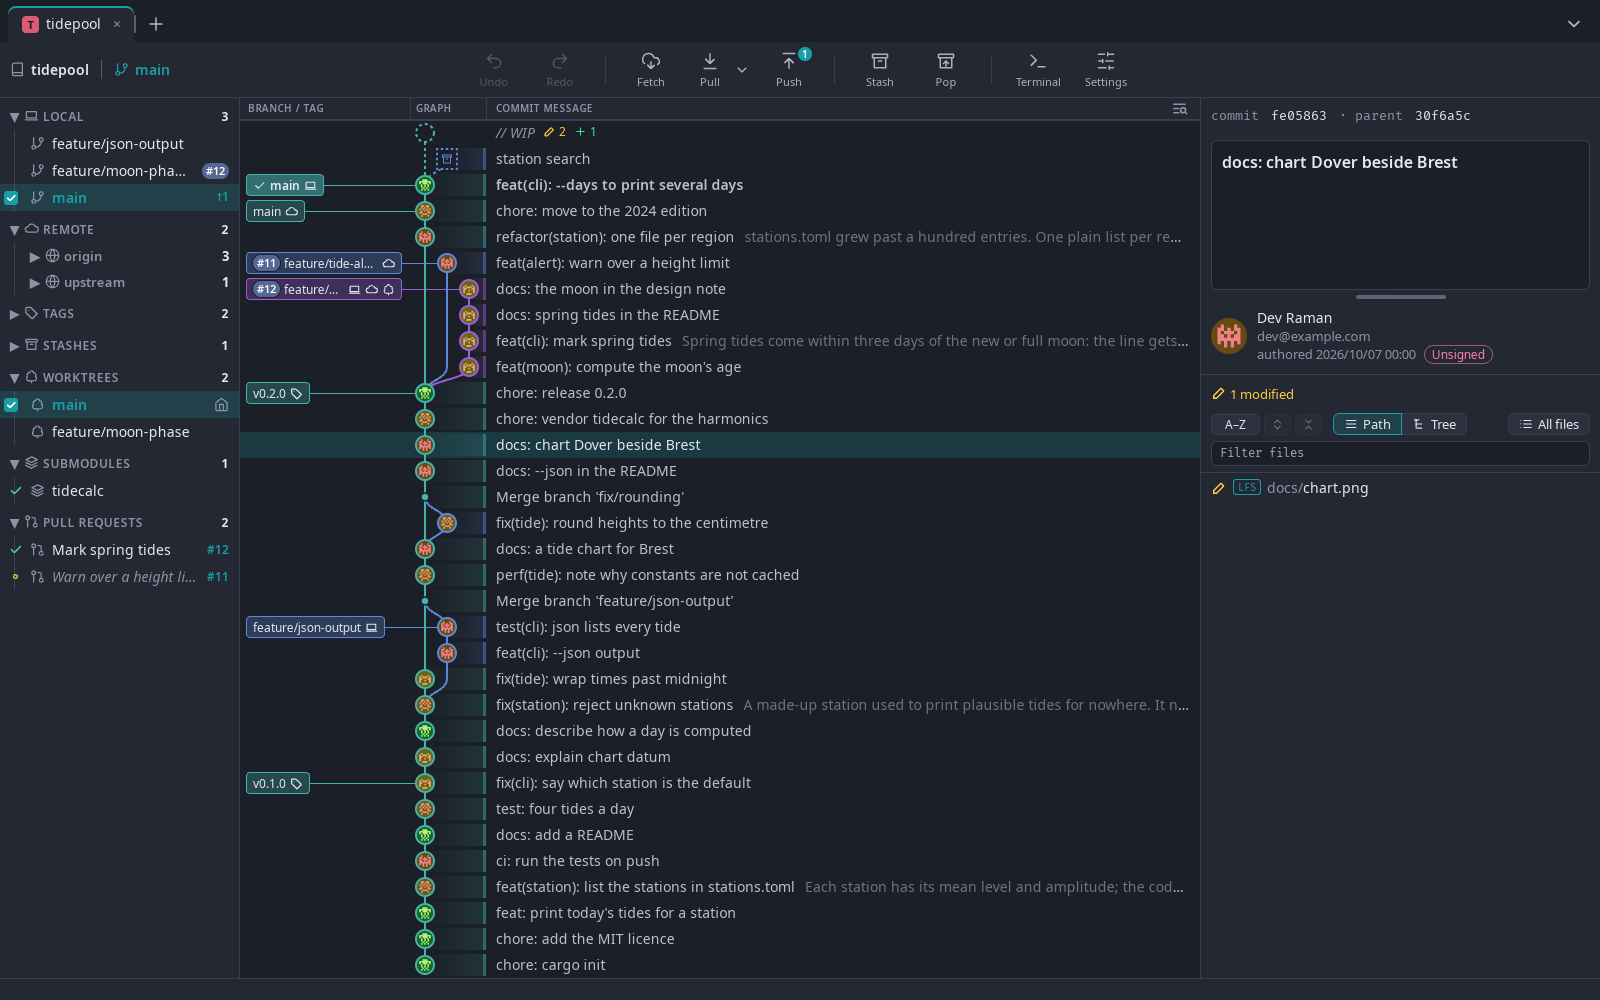 T tidepool ×
tidepool main
Undo Redo Fetch Pull Push 1 Stash Pop Terminal Settings
LOCAL 3
feature/json-output
feature/moon-pha... #12
main ↑1
REMOTE 2
origin 3
upstream 1
TAGS 2
STASHES 1
WORKTREES 2
main
feature/moon-phase
SUBMODULES 1
tidecalc
PULL REQUESTS 2
Mark spring tides #12
Warn over a height li... #11
BRANCH / TAG GRAPH COMMIT MESSAGE
// WIP 2 + 1
station search
main feat(cli): --days to print several days
main chore: move to the 2024 edition
refactor(station): one file per region stations.toml grew past a hundred entries. One plain list per re...
#11 feature/tide-al... feat(alert): warn over a height limit
#12 feature/... docs: the moon in the design note
docs: spring tides in the README
feat(cli): mark spring tides Spring tides come within three days of the new or full moon: the line gets...
feat(moon): compute the moon's age
v0.2.0 chore: release 0.2.0
chore: vendor tidecalc for the harmonics
docs: chart Dover beside Brest
docs: --json in the README
Merge branch 'fix/rounding'
fix(tide): round heights to the centimetre
docs: a tide chart for Brest
perf(tide): note why constants are not cached
Merge branch 'feature/json-output'
feature/json-output test(cli): json lists every tide
feat(cli): --json output
fix(tide): wrap times past midnight
fix(station): reject unknown stations A made-up station used to print plausible tides for nowhere. It n...
docs: describe how a day is computed
docs: explain chart datum
v0.1.0 fix(cli): say which station is the default
test: four tides a day
docs: add a README
ci: run the tests on push
feat(station): list the stations in stations.toml Each station has its mean level and amplitude; the cod...
feat: print today's tides for a station
chore: add the MIT licence
chore: cargo init
commit fe05863 · parent 30f6a5c
docs: chart Dover beside Brest
Dev Raman
dev@example.com
authored 2026/10/07 00:00 Unsigned
1 modified
A–Z Path Tree All files
Filter files
LFS docs/chart.png